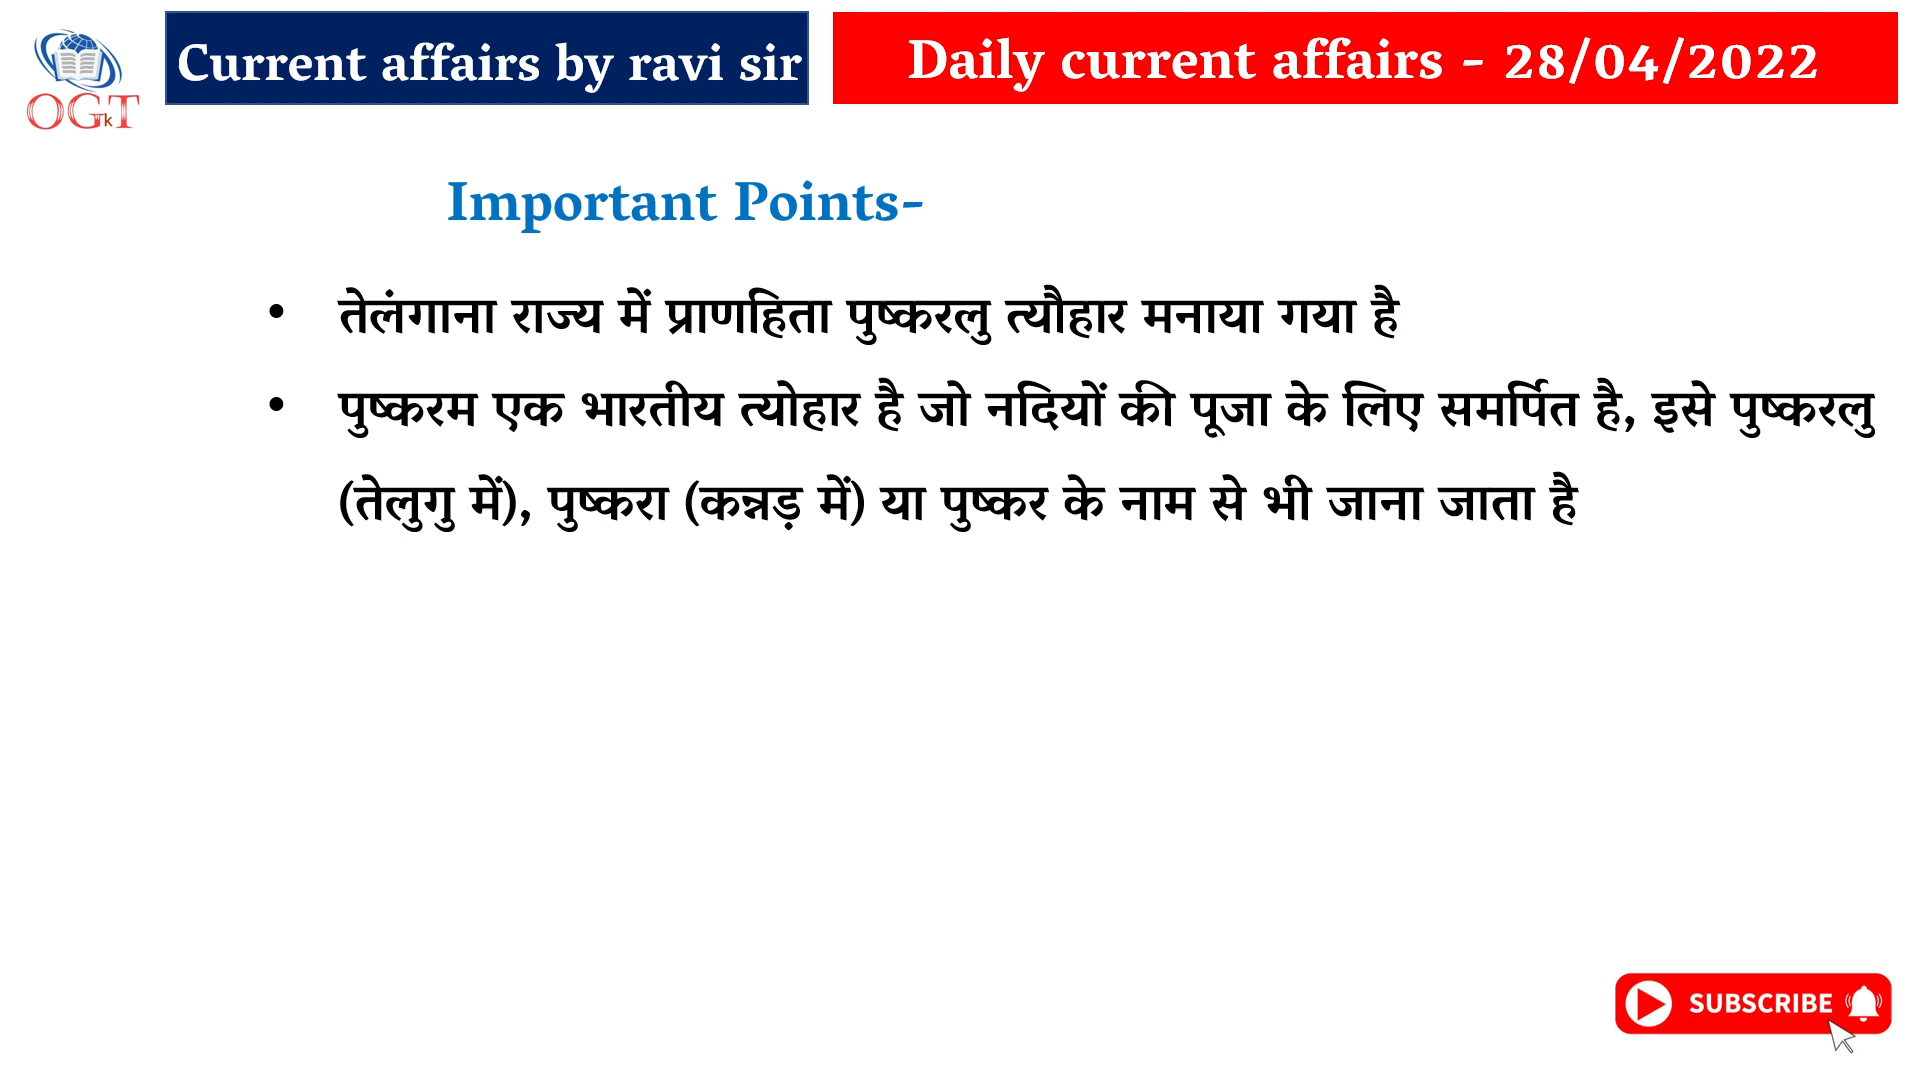 Current affairs by ravi sir
Daily current affairs - 28/04/2022
OGT
Tk
Important Points-
• तेलंगाना राज्य में प्राणहिता पुष्करलु त्यौहार मनाया गया है
• पुष्करम एक भारतीय त्योहार है जो नदियों की पूजा के लिए समर्पित है, इसे पुष्करलु
(तेलुगु में), पुष्करा (कन्नड़ में) या पुष्कर के नाम से भी जाना जाता है
SUBSCRIBE